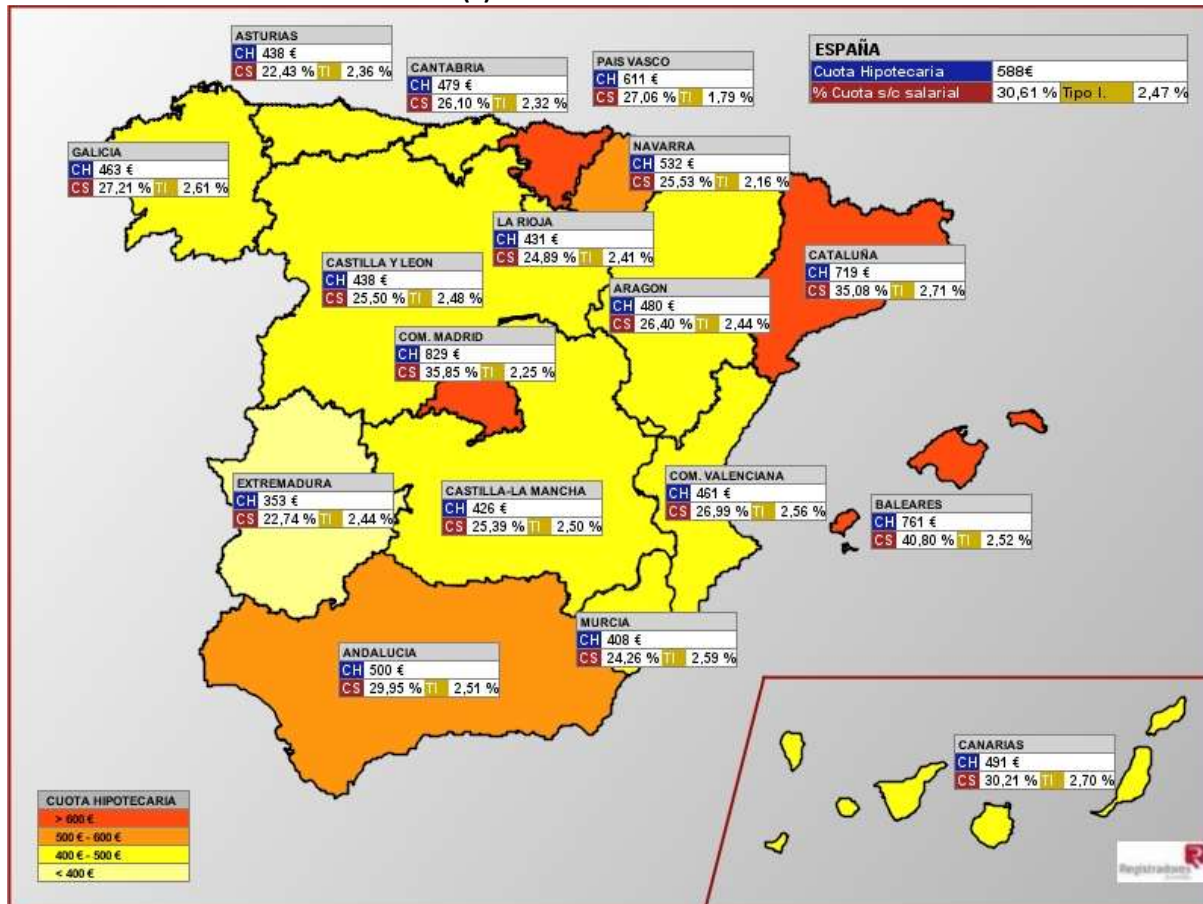 ASTURIAS
CH 438 €
CS 22,43 % TI 2,36 %
CANTABRIA
CH 479 €
CS 26,10 % TI 2,32 %
PAIS VASCO
CH 611 €
CS 27,06 % TI 1,79 %
ESPAÑA
Cuota Hipotecaria 588€
% Cuota s/c salarial 30,61 % Tipo I. 2,47 %
GALICIA
CH 463 €
CS 27,21 % TI 2,61 %
NAVARRA
CH 532 €
CS 25,53 % TI 2,16 %
LA RIOJA
CH 431 €
CS 24,89 % TI 2,41 %
CASTILLA Y LEON
CH 438 €
CS 25,50 % TI 2,48 %
CATALUÑA
CH 719 €
CS 35,08 % TI 2,71 %
ARAGON
CH 480 €
CS 26,40 % TI 2,44 %
COM. MADRID
CH 829 €
CS 35,85 % TI 2,25 %
EXTREMADURA
CH 353 €
CS 22,74 % TI 2,44 %
CASTILLA-LA MANCHA
CH 426 €
CS 25,39 % TI 2,50 %
COM. VALENCIANA
CH 461 €
CS 26,99 % TI 2,56 %
BALEARES
CH 761 €
CS 40,80 % TI 2,52 %
MURCIA
CH 408 €
CS 24,26 % TI 2,59 %
ANDALUCIA
CH 500 €
CS 29,95 % TI 2,51 %
CANARIAS
CH 491 €
CS 30,21 % TI 2,70 %
CUOTA HIPOTECARIA
> 600 €
500 € - 600 €
400 € - 500 €
< 400 €
Registradores